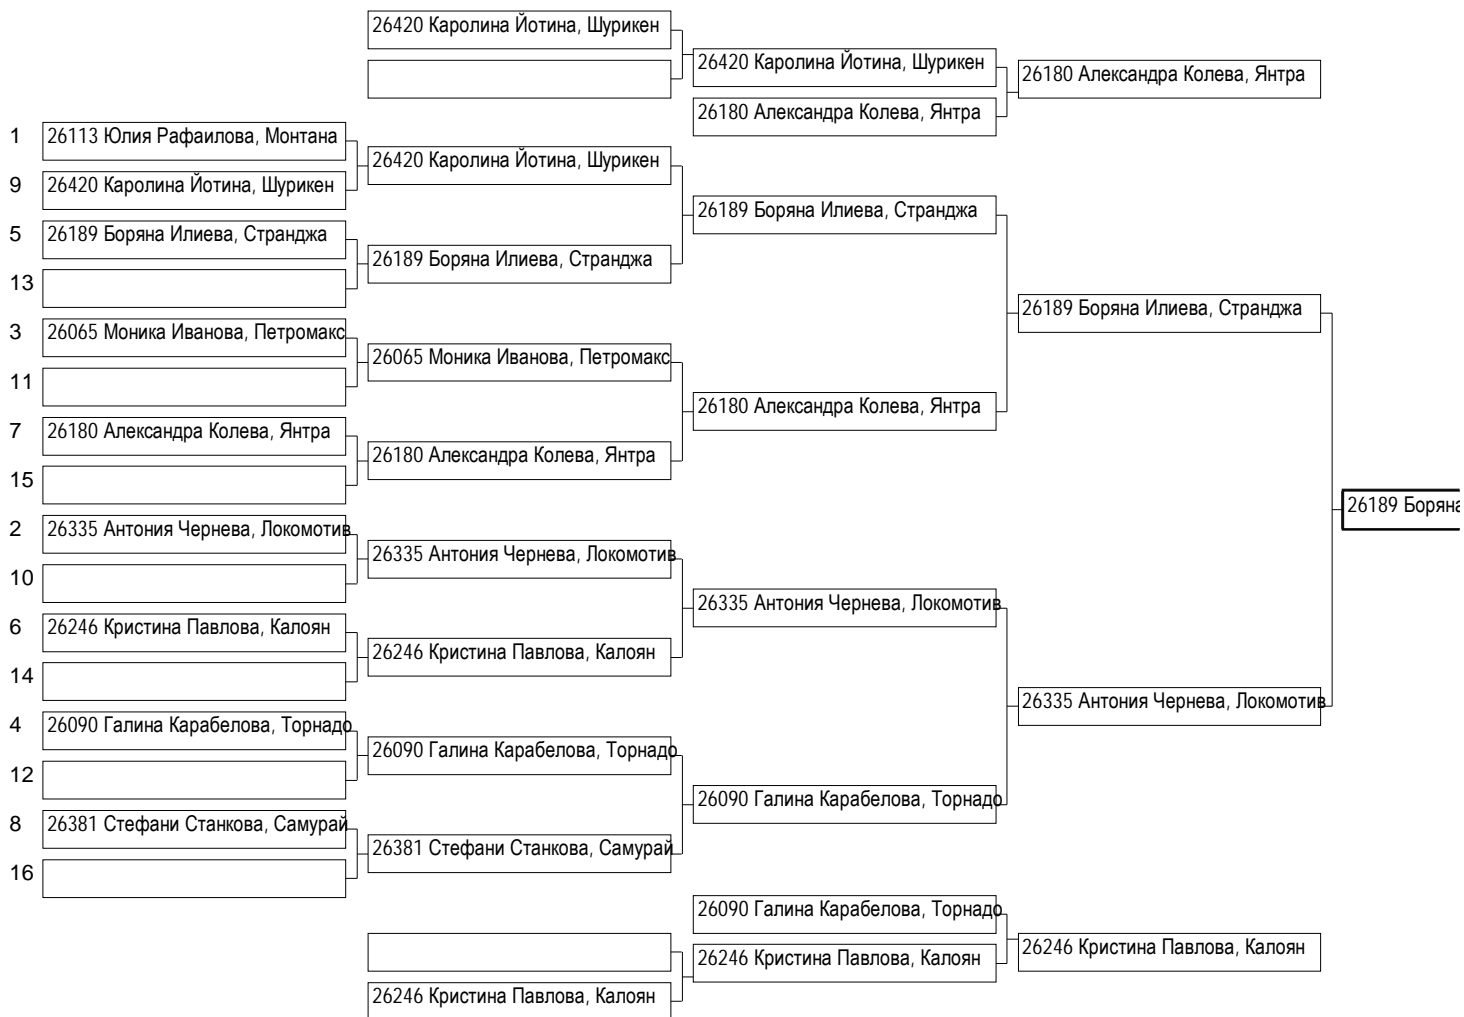 26420 Каролина Йотина, Шурикен
26420 Каролина Йотина, Шурикен
26180 Александра Колева, Янтра
26180 Александра Колева, Янтра
1 26113 Юлия Рафаилова, Монтана
26420 Каролина Йотина, Шурикен
9 26420 Каролина Йотина, Шурикен
26189 Боряна Илиева, Странджа
5 26189 Боряна Илиева, Странджа
26189 Боряна Илиева, Странджа
13
26189 Боряна Илиева, Странджа
3 26065 Моника Иванова, Петромакс
26065 Моника Иванова, Петромакс
11
26180 Александра Колева, Янтра
7 26180 Александра Колева, Янтра
26180 Александра Колева, Янтра
15
26189 Боряна
2 26335 Антония Чернева, Локомотив
26335 Антония Чернева, Локомотив
10
26335 Антония Чернева, Локомотив
6 26246 Кристина Павлова, Калоян
26246 Кристина Павлова, Калоян
14
26335 Антония Чернева, Локомотив
4 26090 Галина Карабелова, Торнадо
26090 Галина Карабелова, Торнадо
12
26090 Галина Карабелова, Торнадо
8 26381 Стефани Станкова, Самурай
26381 Стефани Станкова, Самурай
16
26090 Галина Карабелова, Торнадо
26246 Кристина Павлова, Калоян
26246 Кристина Павлова, Калоян
26246 Кристина Павлова, Калоян